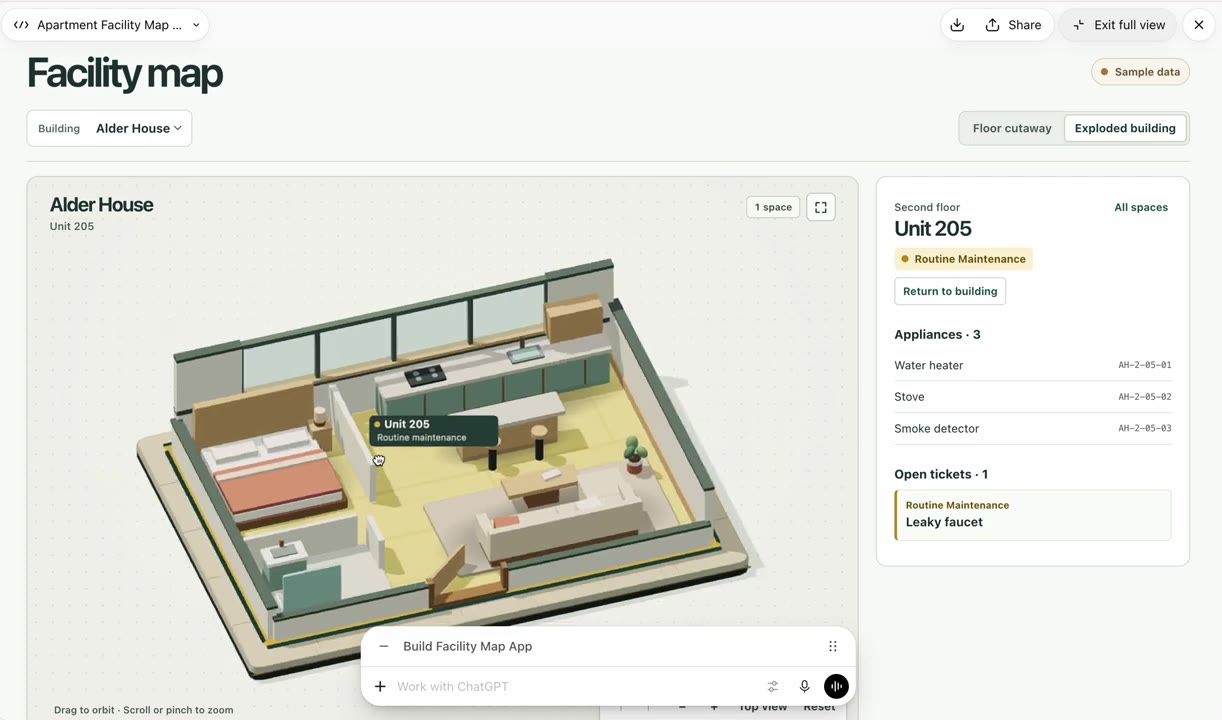 Apartment Facility Map ...
Share
Exit full view
Facility map
Sample data
Building Alder House
Floor cutaway
Exploded building
Alder House
Unit 205
1 space
Unit 205
Routine maintenance
Drag to orbit · Scroll or pinch to zoom
Top view
Reset
Second floor
All spaces
Unit 205
Routine Maintenance
Return to building
Appliances · 3
Water heater AH-2-05-01
Stove AH-2-05-02
Smoke detector AH-2-05-03
Open tickets · 1
Routine Maintenance
Leaky faucet
Build Facility Map App
Work with ChatGPT